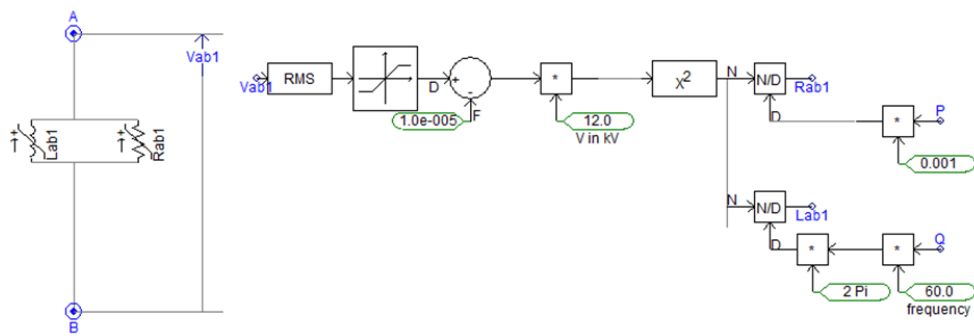 A
Vab1
Lab1
Rab1
B
Vab1
RMS
D
+
-
F
1.0e-005
*
12.0
V in kV
X²
N
N/D
D
Rab1
P
*
0.001
N
N/D
D
Lab1
*
2 Pi
*
Q
60.0
frequency